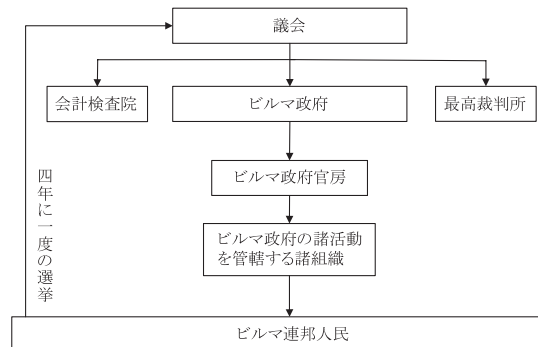 議会
会計検査院
ビルマ政府
最高裁判所
ビルマ政府官房
四年に一度の選挙
ビルマ政府の諸活動
を管轄する諸組織
ビルマ連邦人民